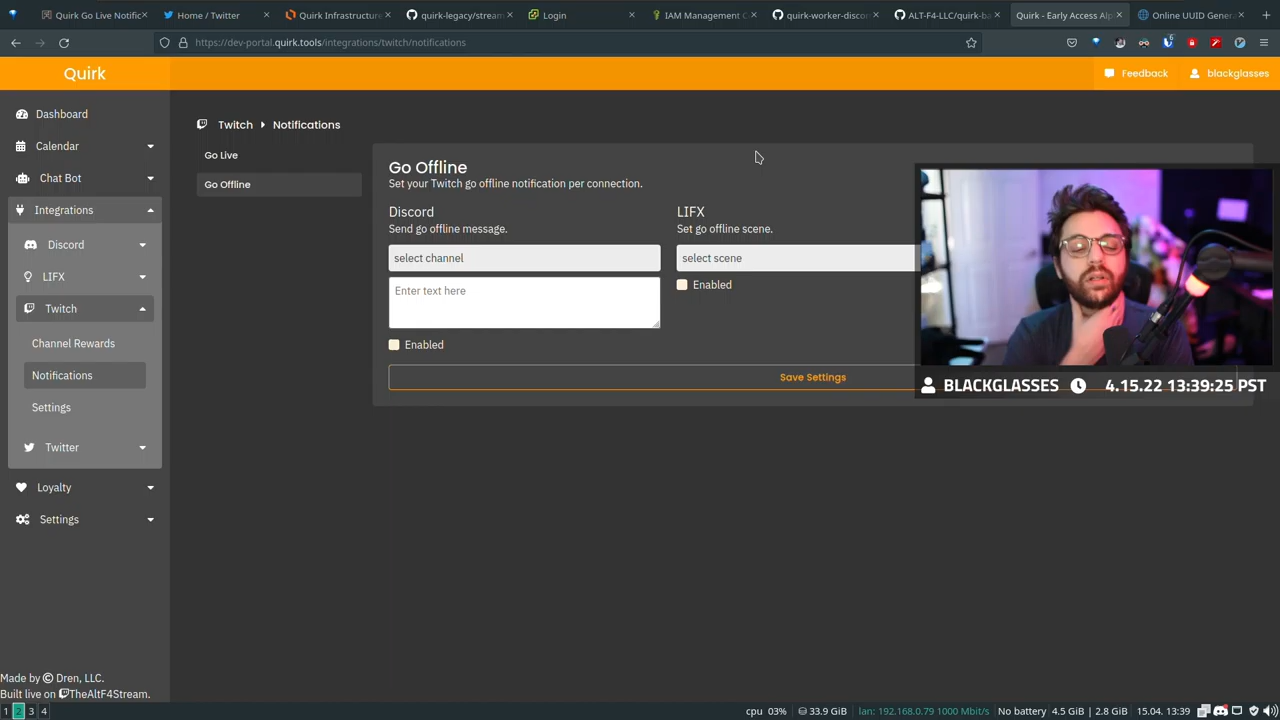 Quirk Go Live Notific
Home / Twitter
Quirk Infrastructur
quirk-legacy/stream
Login
IAM Management C
quirk-worker-discor
ALT-F4-LLC/quirk-ba
Quirk - Early Access Alp
Online UUID Genera
https://dev-portal.quirk.tools/integrations/twitch/notifications
6
Quirk
Feedback
blackglasses
Dashboard
Calendar
Chat Bot
Integrations
Discord
LIFX
Twitch
Channel Rewards
Notifications
Settings
Twitter
Loyalty
Settings
Made by © Dren, LLC.
Built live on TheAltF4Stream.
Twitch Notifications
Go Live
Go Offline
Go Offline
Set your Twitch go offline notification per connection.
Discord
Send go offline message.
select channel
Enter text here
Enabled
LIFX
Set go offline scene.
select scene
Enabled
Save Settings
BLACKGLASSES 4.15.22 13:39:25 PST
1 2 3 4
cpu 03% 33.9 GiB lan: 192.168.0.79 1000 Mbit/s No battery 4.5 GiB | 2.8 GiB 15.04. 13:39